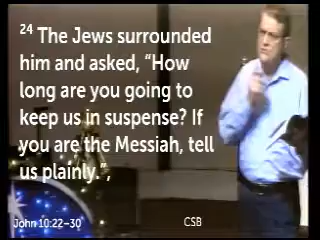 24 The Jews surrounded
him and asked, “How
long are you going to
keep us in suspense? If
you are the Messiah, tell
us plainly.”,
John 10:22–30
CSB